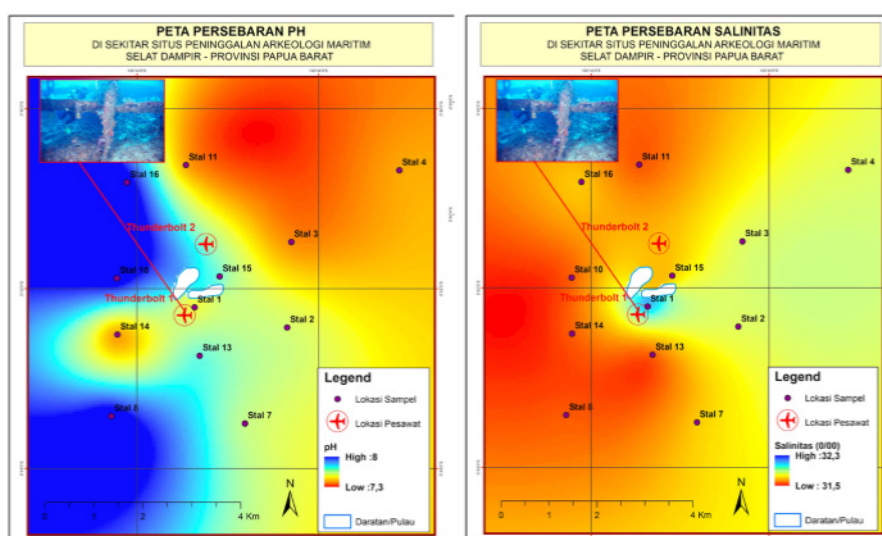 PETA PERSEBARAN PH
DI SEKITAR SITUS PENINGGALAN ARKEOLOGI MARITIM
SELAT DAMPIR - PROVINSI PAPUA BARAT
Stal 11
Stal 4
Stal 16
Thunderbolt 2
Stal 3
Stal 10
Stal 15
Thunderbolt 1
Stal 1
Stal 14
Stal 2
Stal 13
Stal 7
Legend
Lokasi Sampel
Lokasi Pesawat
pH
High :8
Low :7,3
Daratan/Pulau
N
0
2
4 Km
PETA PERSEBARAN SALINITAS
DI SEKITAR SITUS PENINGGALAN ARKEOLOGI MARITIM
SELAT DAMPIR - PROVINSI PAPUA BARAT
Stal 11
Stal 4
Stal 16
Thunderbolt 2
Stal 3
Stal 10
Stal 15
Thunderbolt 1
Stal 1
Stal 14
Stal 2
Stal 13
Stal 7
Legend
Lokasi Sampel
Lokasi Pesawat
Salinitas (0/00)
High :32,3
Low : 31,5
Daratan/Pulau
N
0
2
4 Km